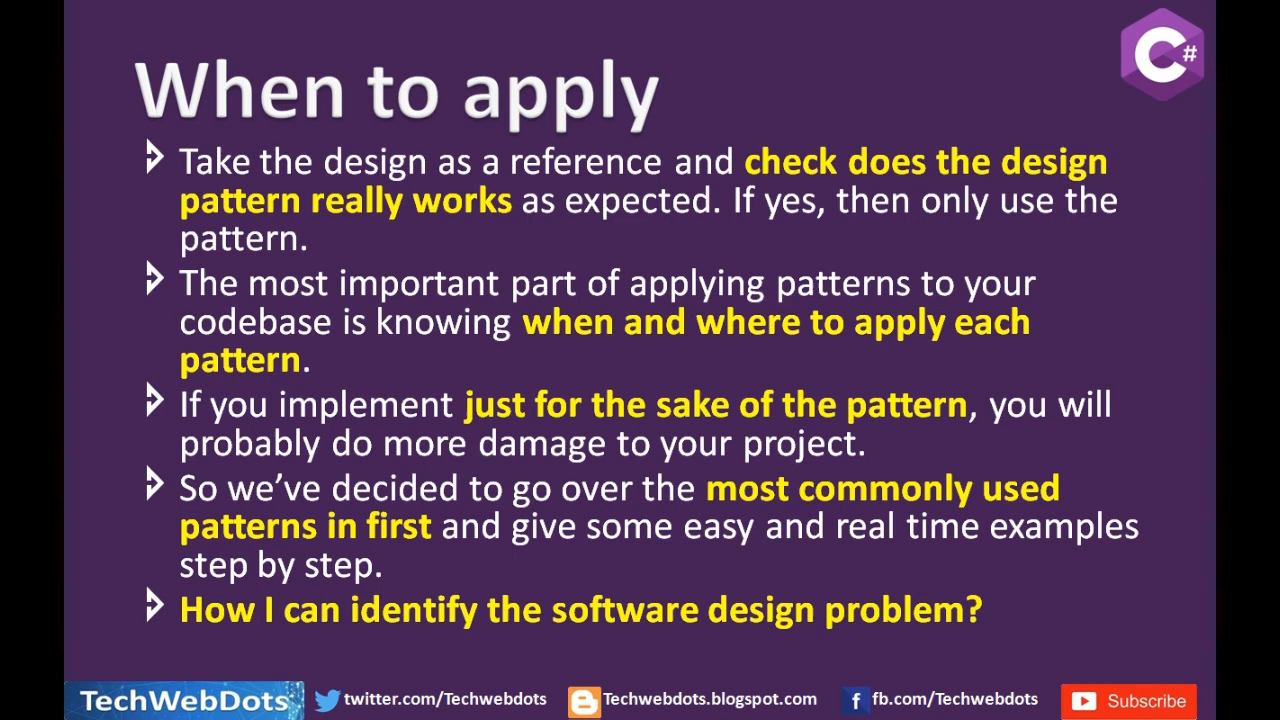 C#
When to apply
Take the design as a reference and check does the design
pattern really works as expected. If yes, then only use the
pattern.
The most important part of applying patterns to your
codebase is knowing when and where to apply each
pattern.
If you implement just for the sake of the pattern, you will
probably do more damage to your project.
So we’ve decided to go over the most commonly used
patterns in first and give some easy and real time examples
step by step.
How I can identify the software design problem?
TechWebDots twitter.com/Techwebdots Techwebdots.blogspot.com fb.com/Techwebdots Subscribe